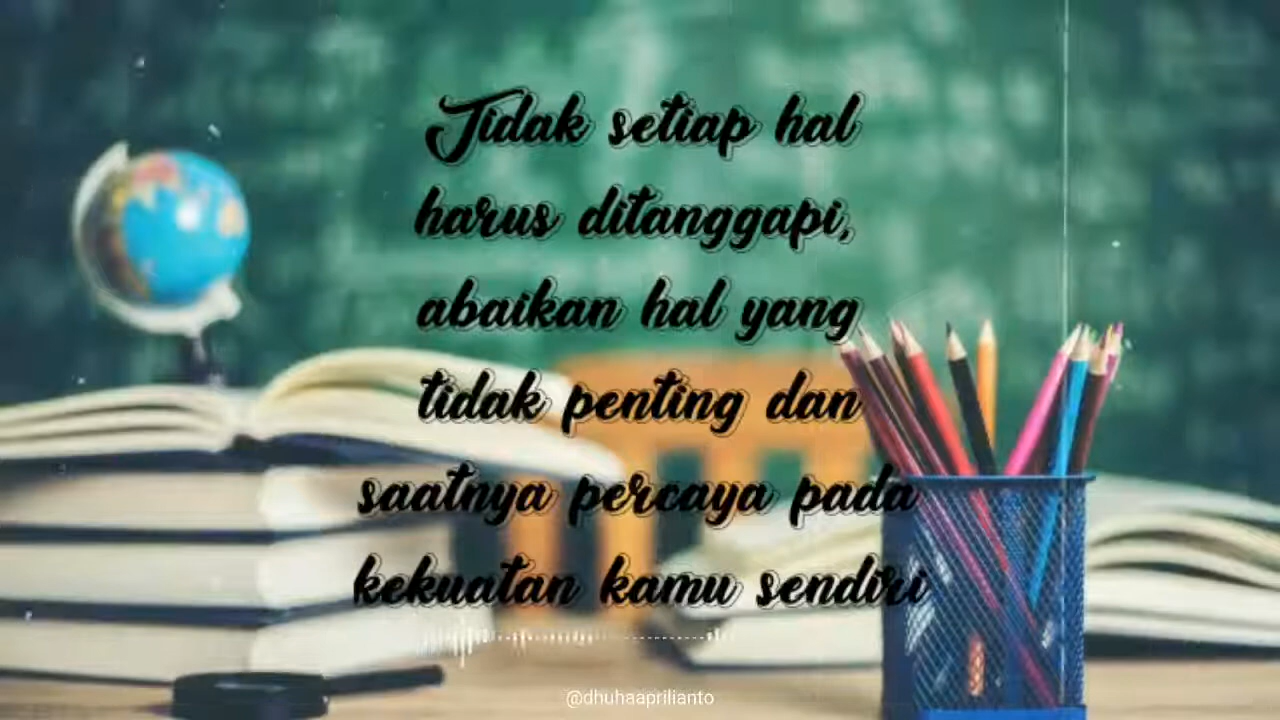 Tidak setiap hal
harus ditanggapi,
abaikan hal yang
tidak penting dan
saatnya percaya pada
kekuatan kamu sendiri
@dhuhaaprilianto